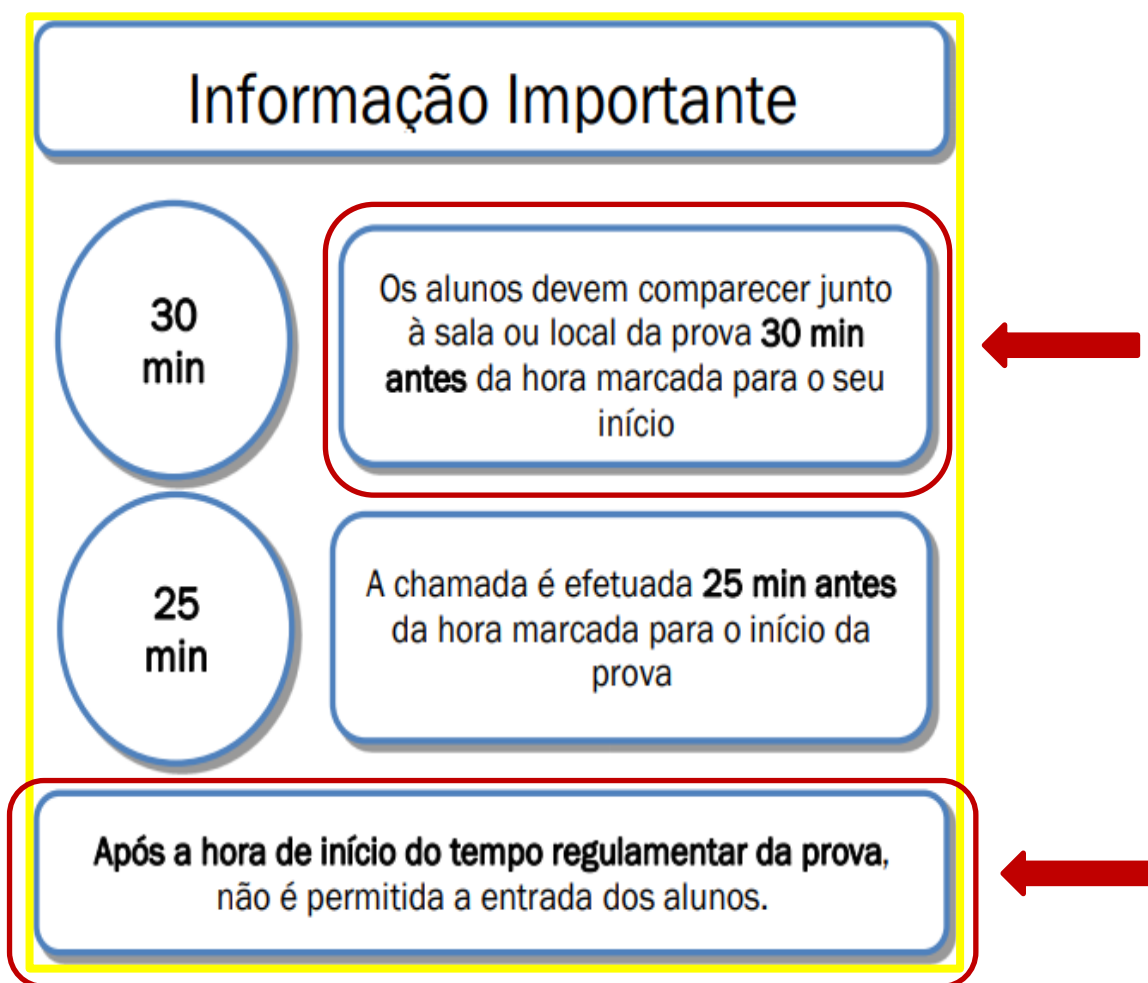 Informação Importante
30
min
Os alunos devem comparecer junto
à sala ou local da prova 30 min
antes da hora marcada para o seu
início
25
min
A chamada é efetuada 25 min antes
da hora marcada para o início da
prova
Após a hora de início do tempo regulamentar da prova,
não é permitida a entrada dos alunos.